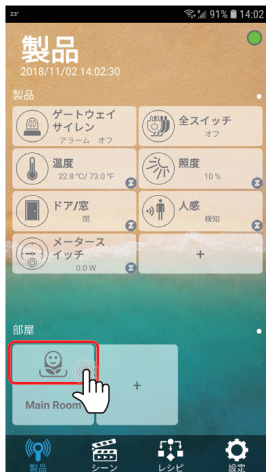 23° 91% 14:02
製品
2018/11/02 14:02:30
製品
ゲートウェイ
サイレン
アラーム オフ
全スイッチ
オフ
温度
22.8 °C/ 73.0 °F
照度
10 %
ドア/窓
閉
人感
検知
メータース
イッチ
0.0 W
+
部屋
Main Room
+
製品 シーン レシピ 設定